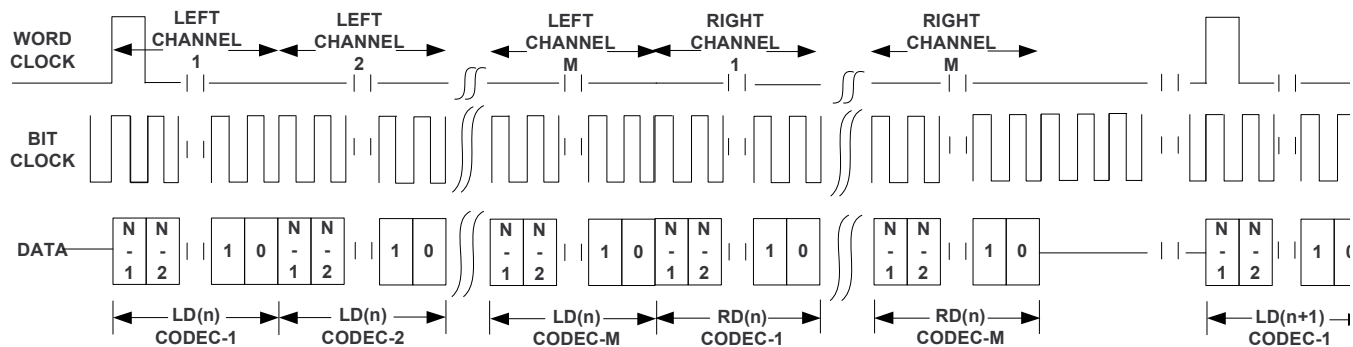 WORD CLOCK
LEFT CHANNEL 1
LEFT CHANNEL 2
LEFT CHANNEL M
RIGHT CHANNEL 1
RIGHT CHANNEL M
BIT CLOCK
DATA
N-1 N-2 1 0 N-1 N-2 1 0 N-1 N-2 1 0 N-1 N-2 1 0 N-1 N-2 1 0 N-1 N-2 1 0
LD(n) CODEC-1
LD(n) CODEC-2
LD(n) CODEC-M
RD(n) CODEC-1
RD(n) CODEC-M
LD(n+1) CODEC-1